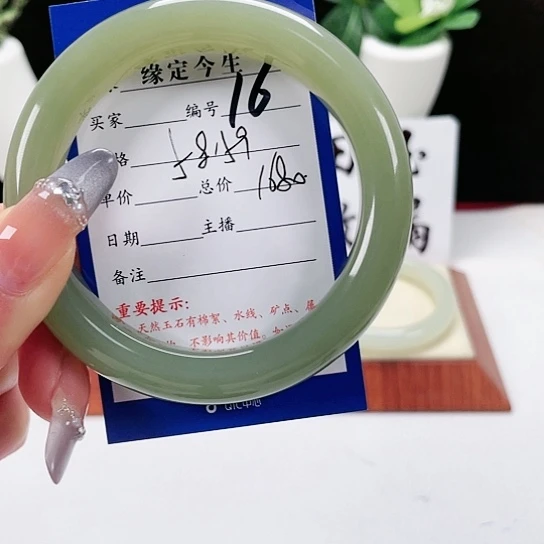 缘定今生
买家 编号 16
格 58.59
单价 总价 1680
日期 主播
备注
重要提示:
天然玉石有棉絮、水线、矿点、
不影响其价值。